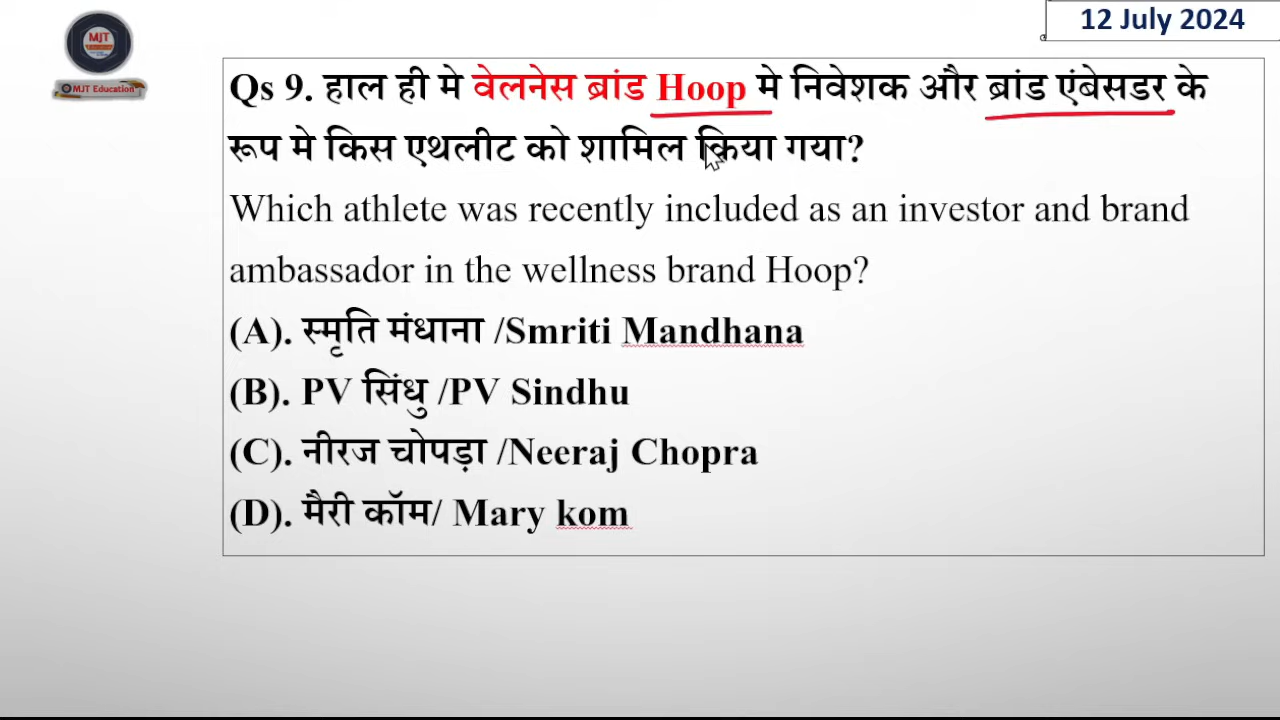 12 July 2024
MJT
MJT Education
Qs 9. हाल ही मे वेलनेस ब्रांड Hoop मे निवेशक और ब्रांड एंबेसडर के
रूप मे किस एथलीट को शामिल किया गया?
Which athlete was recently included as an investor and brand
ambassador in the wellness brand Hoop?
(A). स्मृति मंधाना /Smriti Mandhana
(B). PV सिंधु /PV Sindhu
(C). नीरज चोपड़ा /Neeraj Chopra
(D). मैरी कॉम/ Mary kom